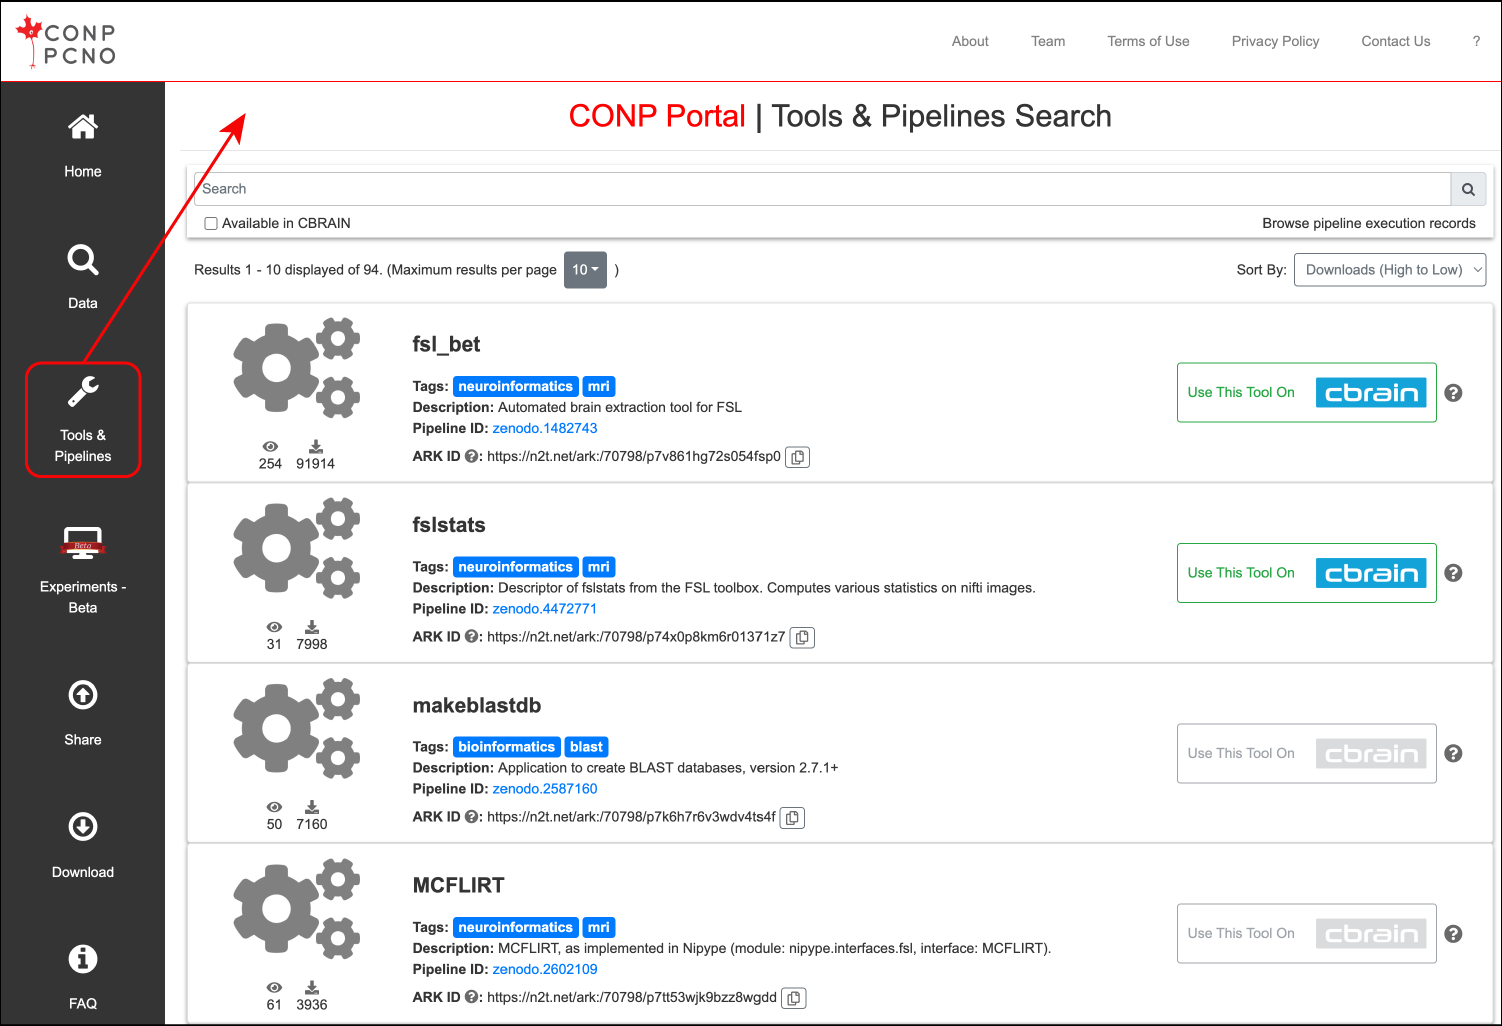 CONP
PCNO
About Team Terms of Use Privacy Policy Contact Us ?
Home
Data
Tools &
Pipelines
Beta
Experiments -
Beta
Share
Download
FAQ
CONP Portal | Tools & Pipelines Search
Search
Available in CBRAIN Browse pipeline execution records
Results 1 - 10 displayed of 94. (Maximum results per page 10 ) Sort By: Downloads (High to Low)
fsl_bet
Tags: neuroinformatics mri
Description: Automated brain extraction tool for FSL
Pipeline ID: zenodo.1482743
ARK ID ?: https://n2t.net/ark:/70798/p7v861hg72s054fsp0
254 91914
Use This Tool On cbrain ?
fslstats
Tags: neuroinformatics mri
Description: Descriptor of fslstats from the FSL toolbox. Computes various statistics on nifti images.
Pipeline ID: zenodo.4472771
ARK ID ?: https://n2t.net/ark:/70798/p74x0p8km6r01371z7
31 7998
Use This Tool On cbrain ?
makeblastdb
Tags: bioinformatics blast
Description: Application to create BLAST databases, version 2.7.1+
Pipeline ID: zenodo.2587160
ARK ID ?: https://n2t.net/ark:/70798/p7k6h7r6v3wdv4ts4f
50 7160
Use This Tool On cbrain ?
MCFLIRT
Tags: neuroinformatics mri
Description: MCFLIRT, as implemented in Nipype (module: nipype.interfaces.fsl, interface: MCFLIRT).
Pipeline ID: zenodo.2602109
ARK ID ?: https://n2t.net/ark:/70798/p7tt53wjk9bzz8wgdd
61 3936
Use This Tool On cbrain ?